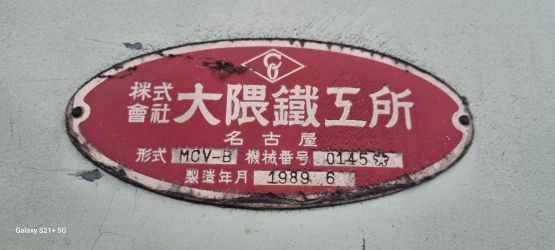 株式
會社 大隈鐵工所
名古屋
形式 MCV-B 機械番号 0145
製造年月 1989 6
Galaxy S21+ 5G